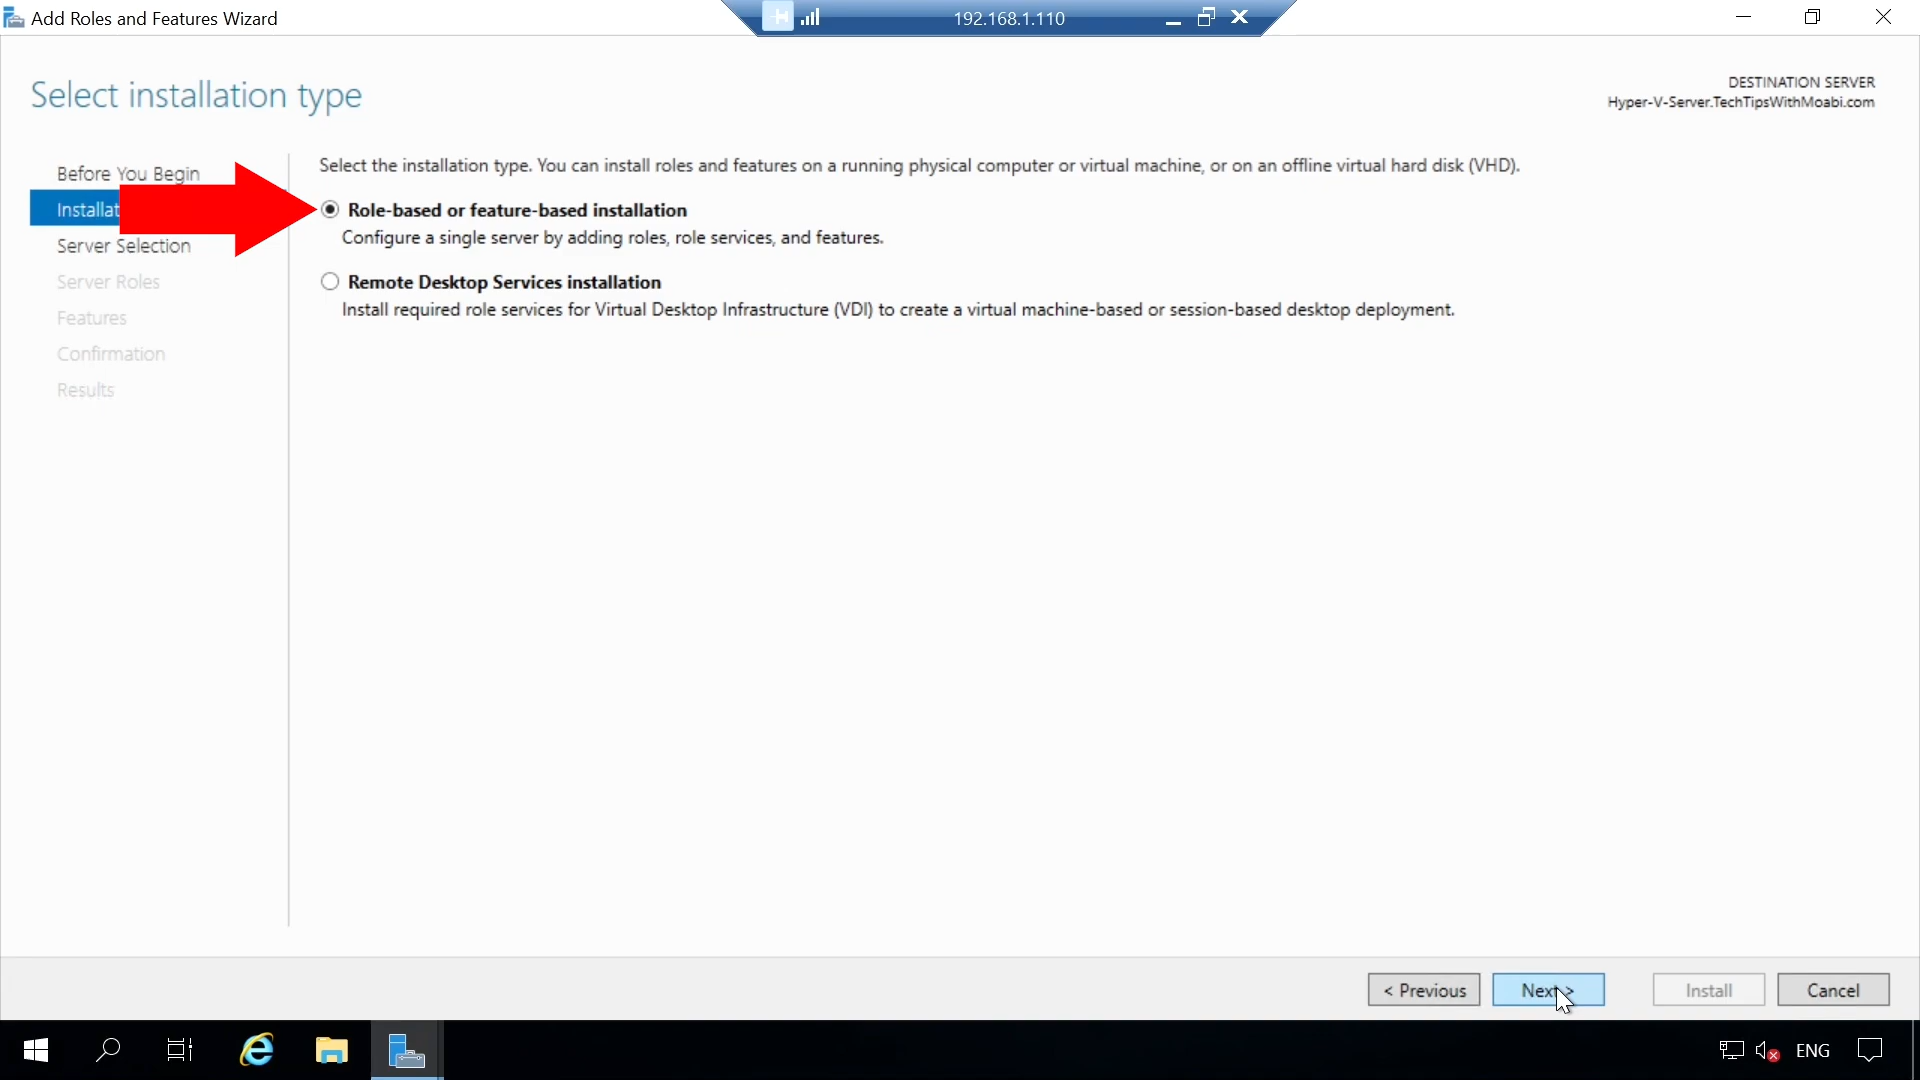 Add Roles and Features Wizard
192.168.1.110
Select installation type
DESTINATION SERVER
Hyper-V-Server.TechTipsWithMoabi.com
Before You Begin
Server Selection
Server Roles
Features
Confirmation
Results
Select the installation type. You can install roles and features on a running physical computer or virtual machine, or on an offline virtual hard disk (VHD).
Role-based or feature-based installation
Configure a single server by adding roles, role services, and features.
Remote Desktop Services installation
Install required role services for Virtual Desktop Infrastructure (VDI) to create a virtual machine-based or session-based desktop deployment.
< Previous
Next >
Install
Cancel
ENG